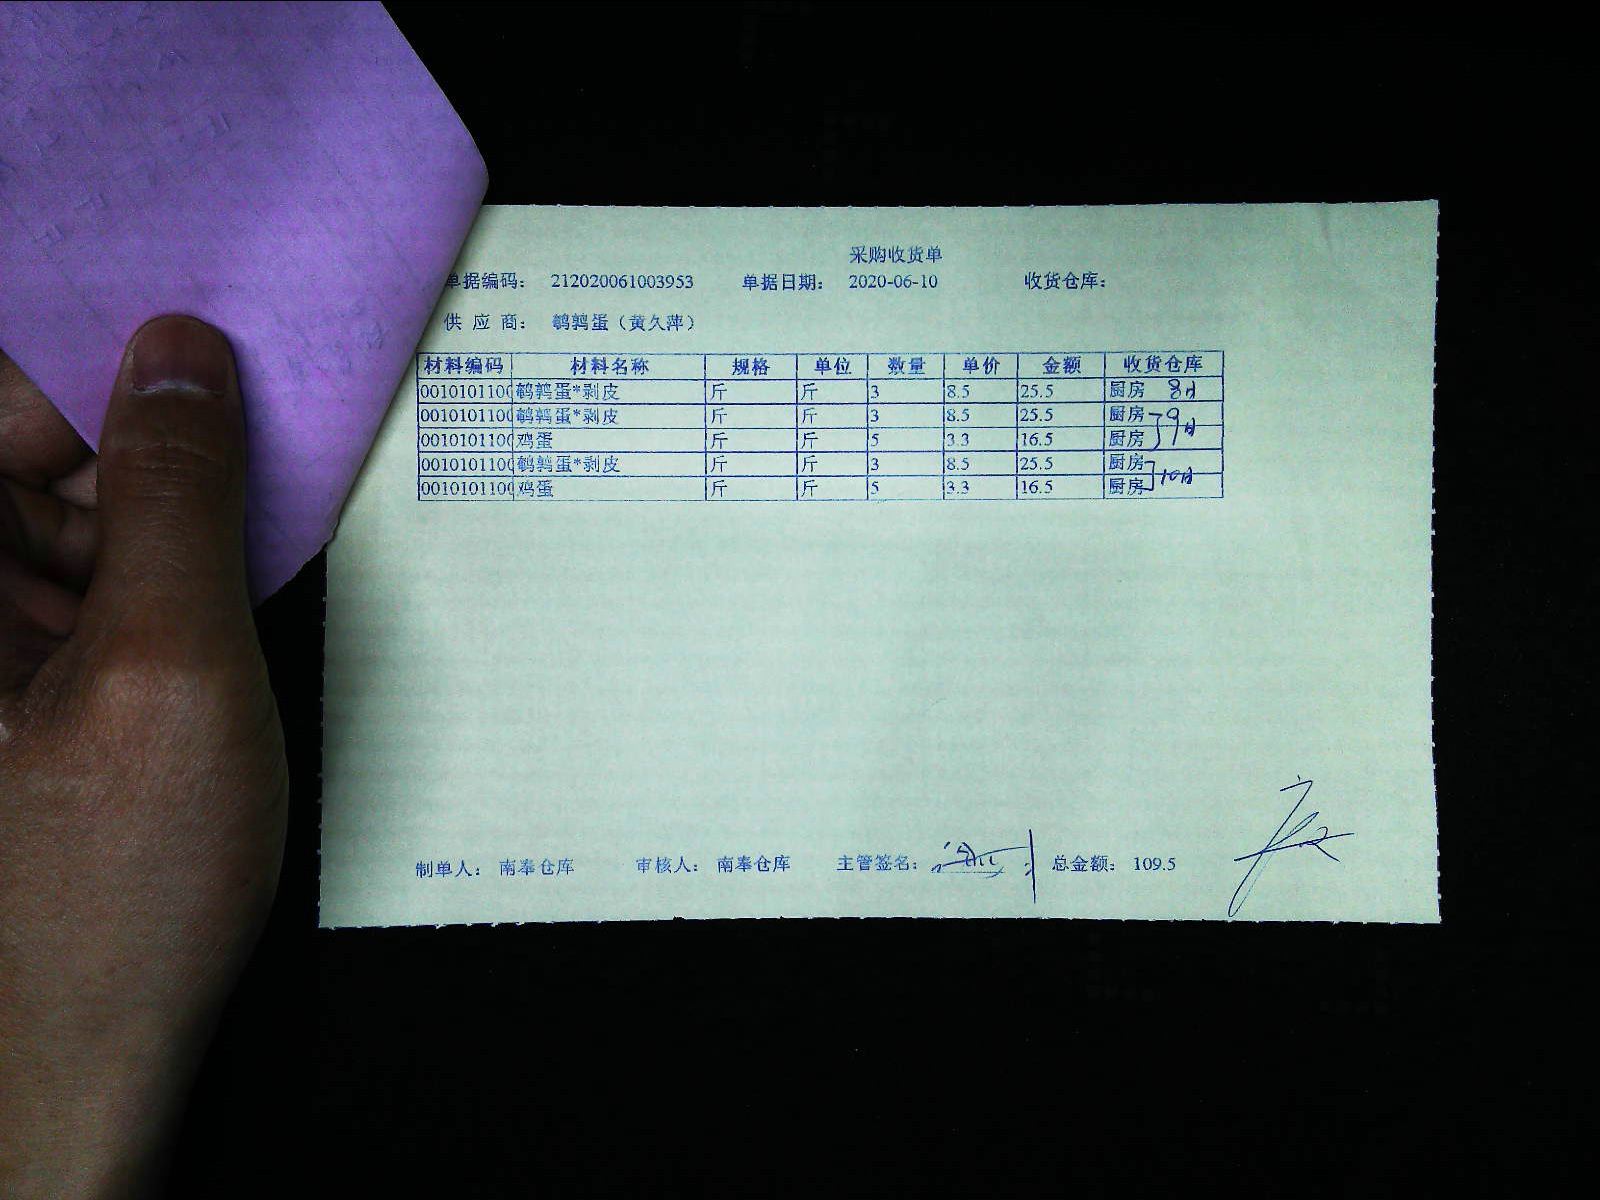 采购收货单
单据编码： 212020061003953 单据日期： 2020-06-10 收货仓库：
供 应 商： 鹌鹑蛋（黄久萍）
材料编码 材料名称 规格 单位 数量 单价 金额 收货仓库
0010101100 鹌鹑蛋*剥皮 斤 斤 3 8.5 25.5 厨房 8日
0010101100 鹌鹑蛋*剥皮 斤 斤 3 8.5 25.5 厨房 9日
0010101100 鸡蛋 斤 斤 5 3.3 16.5 厨房
0010101100 鹌鹑蛋*剥皮 斤 斤 3 8.5 25.5 厨房 10日
0010101100 鸡蛋 斤 斤 5 3.3 16.5 厨房
制单人： 南奉仓库 审核人： 南奉仓库 主管签名： 总金额： 109.5